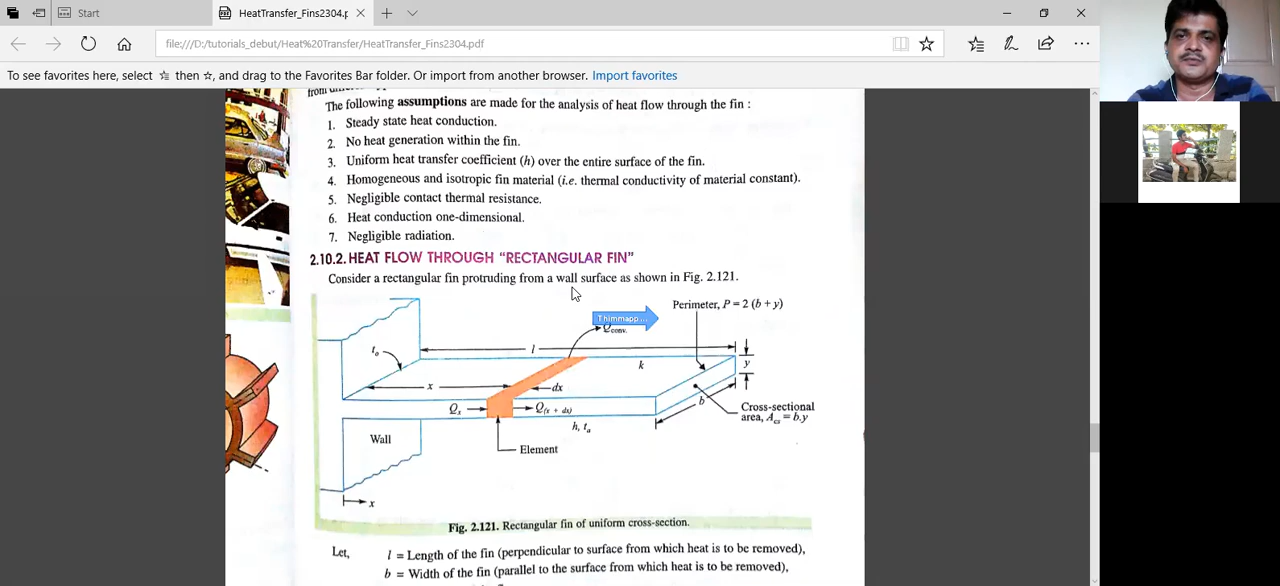 Start
HeatTransfer_Fins2304.p
file:///D:/tutorials_debut/Heat%20Transfer/HeatTransfer_Fins2304.pdf
To see favorites here, select ☆ then ☆, and drag to the Favorites Bar folder. Or import from another browser. Import favorites
The following assumptions are made for the analysis of heat flow through the fin :
1. Steady state heat conduction.
2. No heat generation within the fin.
3. Uniform heat transfer coefficient (h) over the entire surface of the fin.
4. Homogeneous and isotropic fin material (i.e. thermal conductivity of material constant).
5. Negligible contact thermal resistance.
6. Heat conduction one-dimensional.
7. Negligible radiation.
2.10.2. HEAT FLOW THROUGH "RECTANGULAR FIN"
Consider a rectangular fin protruding from a wall surface as shown in Fig. 2.121.
Perimeter, P = 2 (b + y)
Thimmapp...
Qconv.
to
l
k
y
x
dx
b
Qx
Q(x + dx)
Cross-sectional
area, Acs = b.y
h, ta
Wall
Element
x
Fig. 2.121. Rectangular fin of uniform cross-section.
Let,
l = Length of the fin (perpendicular to surface from which heat is to be removed),
b = Width of the fin (parallel to the surface from which heat is to be removed),